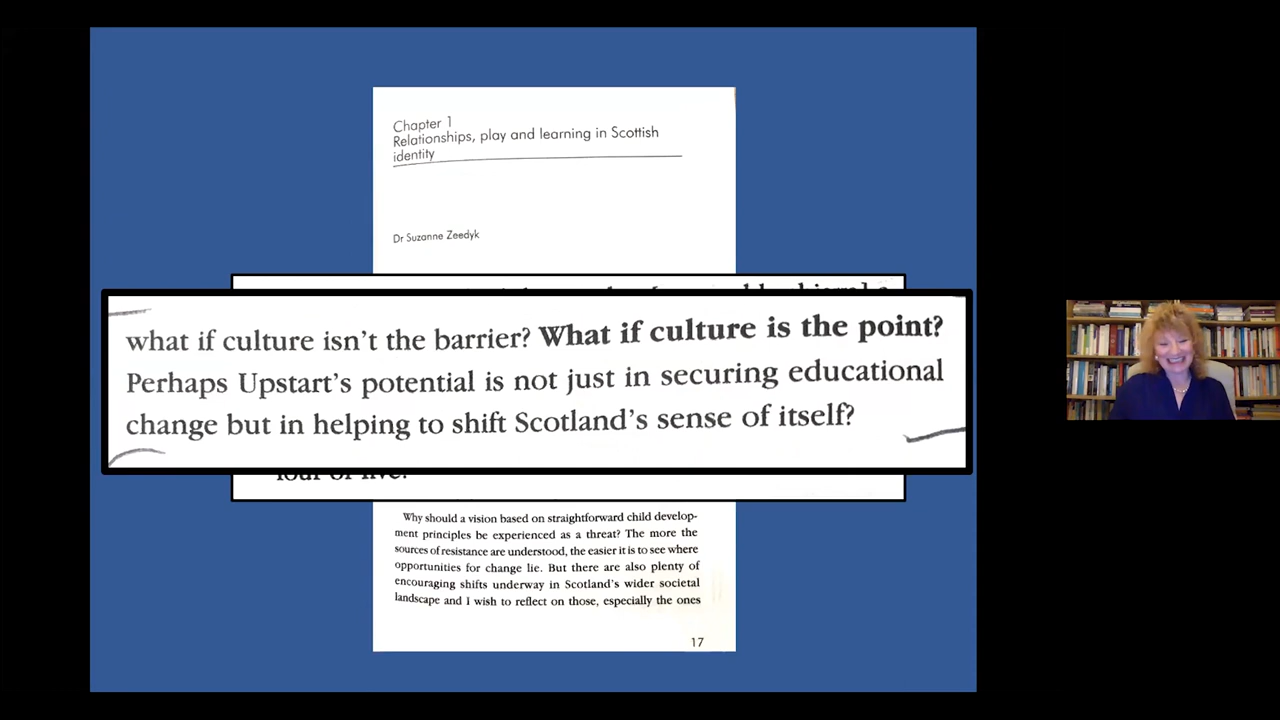 Chapter 1
Relationships, play and learning in Scottish
identity
Dr Suzanne Zeedyk
what if culture isn't the barrier? What if culture is the point?
Perhaps Upstart's potential is not just in securing educational
change but in helping to shift Scotland's sense of itself?
four or five.
Why should a vision based on straightforward child develop-
ment principles be experienced as a threat? The more the
sources of resistance are understood, the easier it is to see where
opportunities for change lie. But there are also plenty of
encouraging shifts underway in Scotland's wider societal
landscape and I wish to reflect on those, especially the ones
17